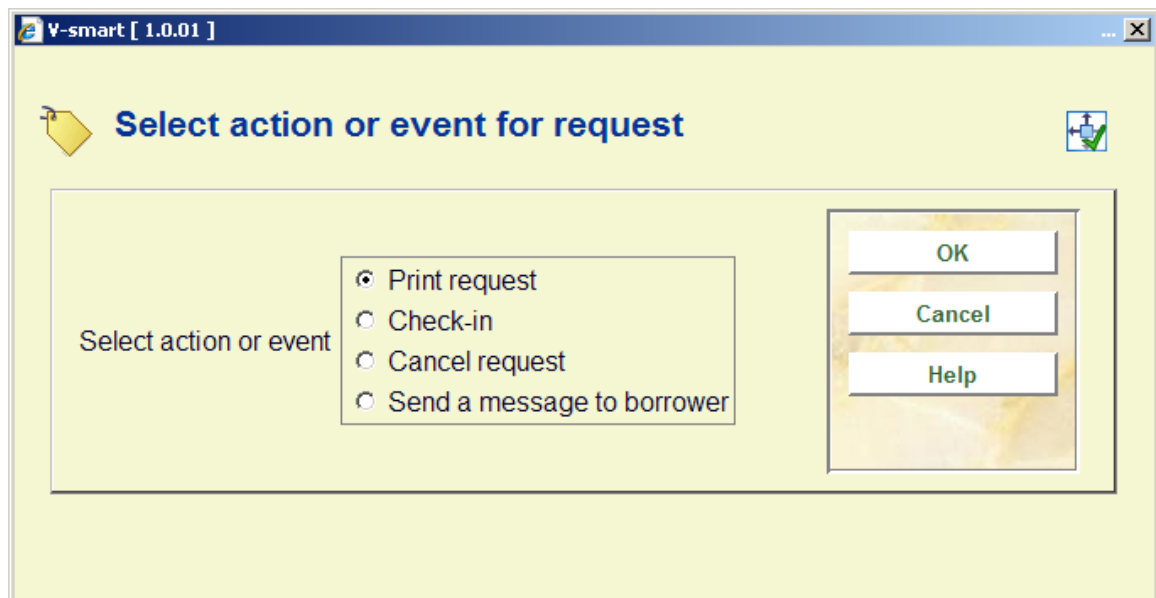 V-smart [ 1.0.01 ]
...
Select action or event for request
Select action or event
Print request
Check-in
Cancel request
Send a message to borrower
OK
Cancel
Help